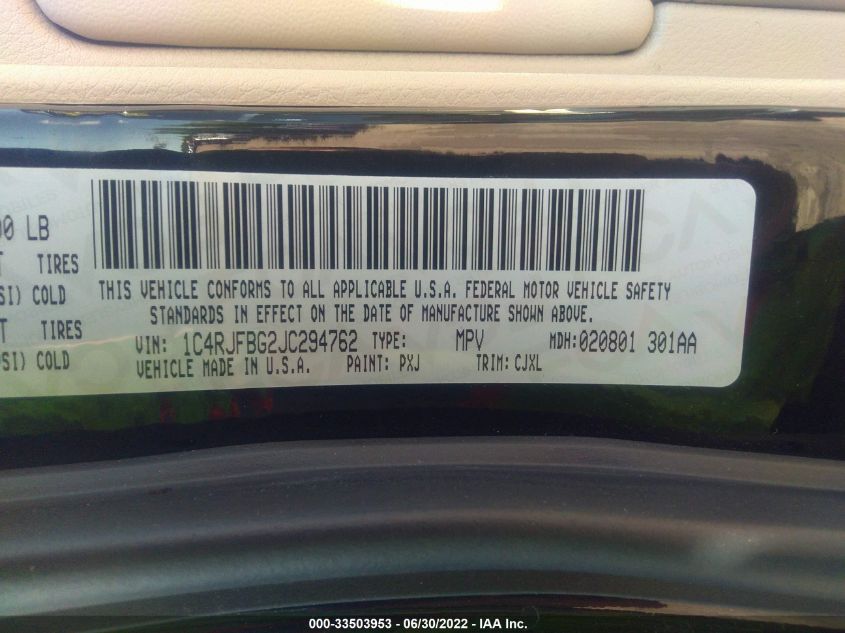 00 LB
T TIRES
SI) COLD
T TIRES
PSI) COLD
THIS VEHICLE CONFORMS TO ALL APPLICABLE U.S.A. FEDERAL MOTOR VEHICLE SAFETY
STANDARDS IN EFFECT ON THE DATE OF MANUFACTURE SHOWN ABOVE.
VIN: 1C4RJFBG2JC294762 TYPE: MPV MDH:020801 301AA
VEHICLE MADE IN U.S.A. PAINT: PXJ TRIM: CJXL
000-33503953 - 06/30/2022 - IAA Inc.